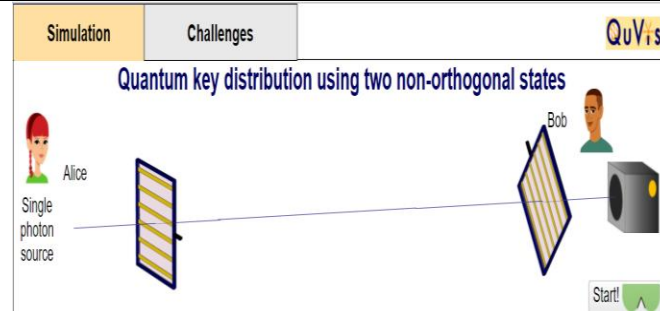 Simulation
Challenges
QuVis
Quantum key distribution using two non-orthogonal states
Bob
Alice
Single
photon
source
Start!